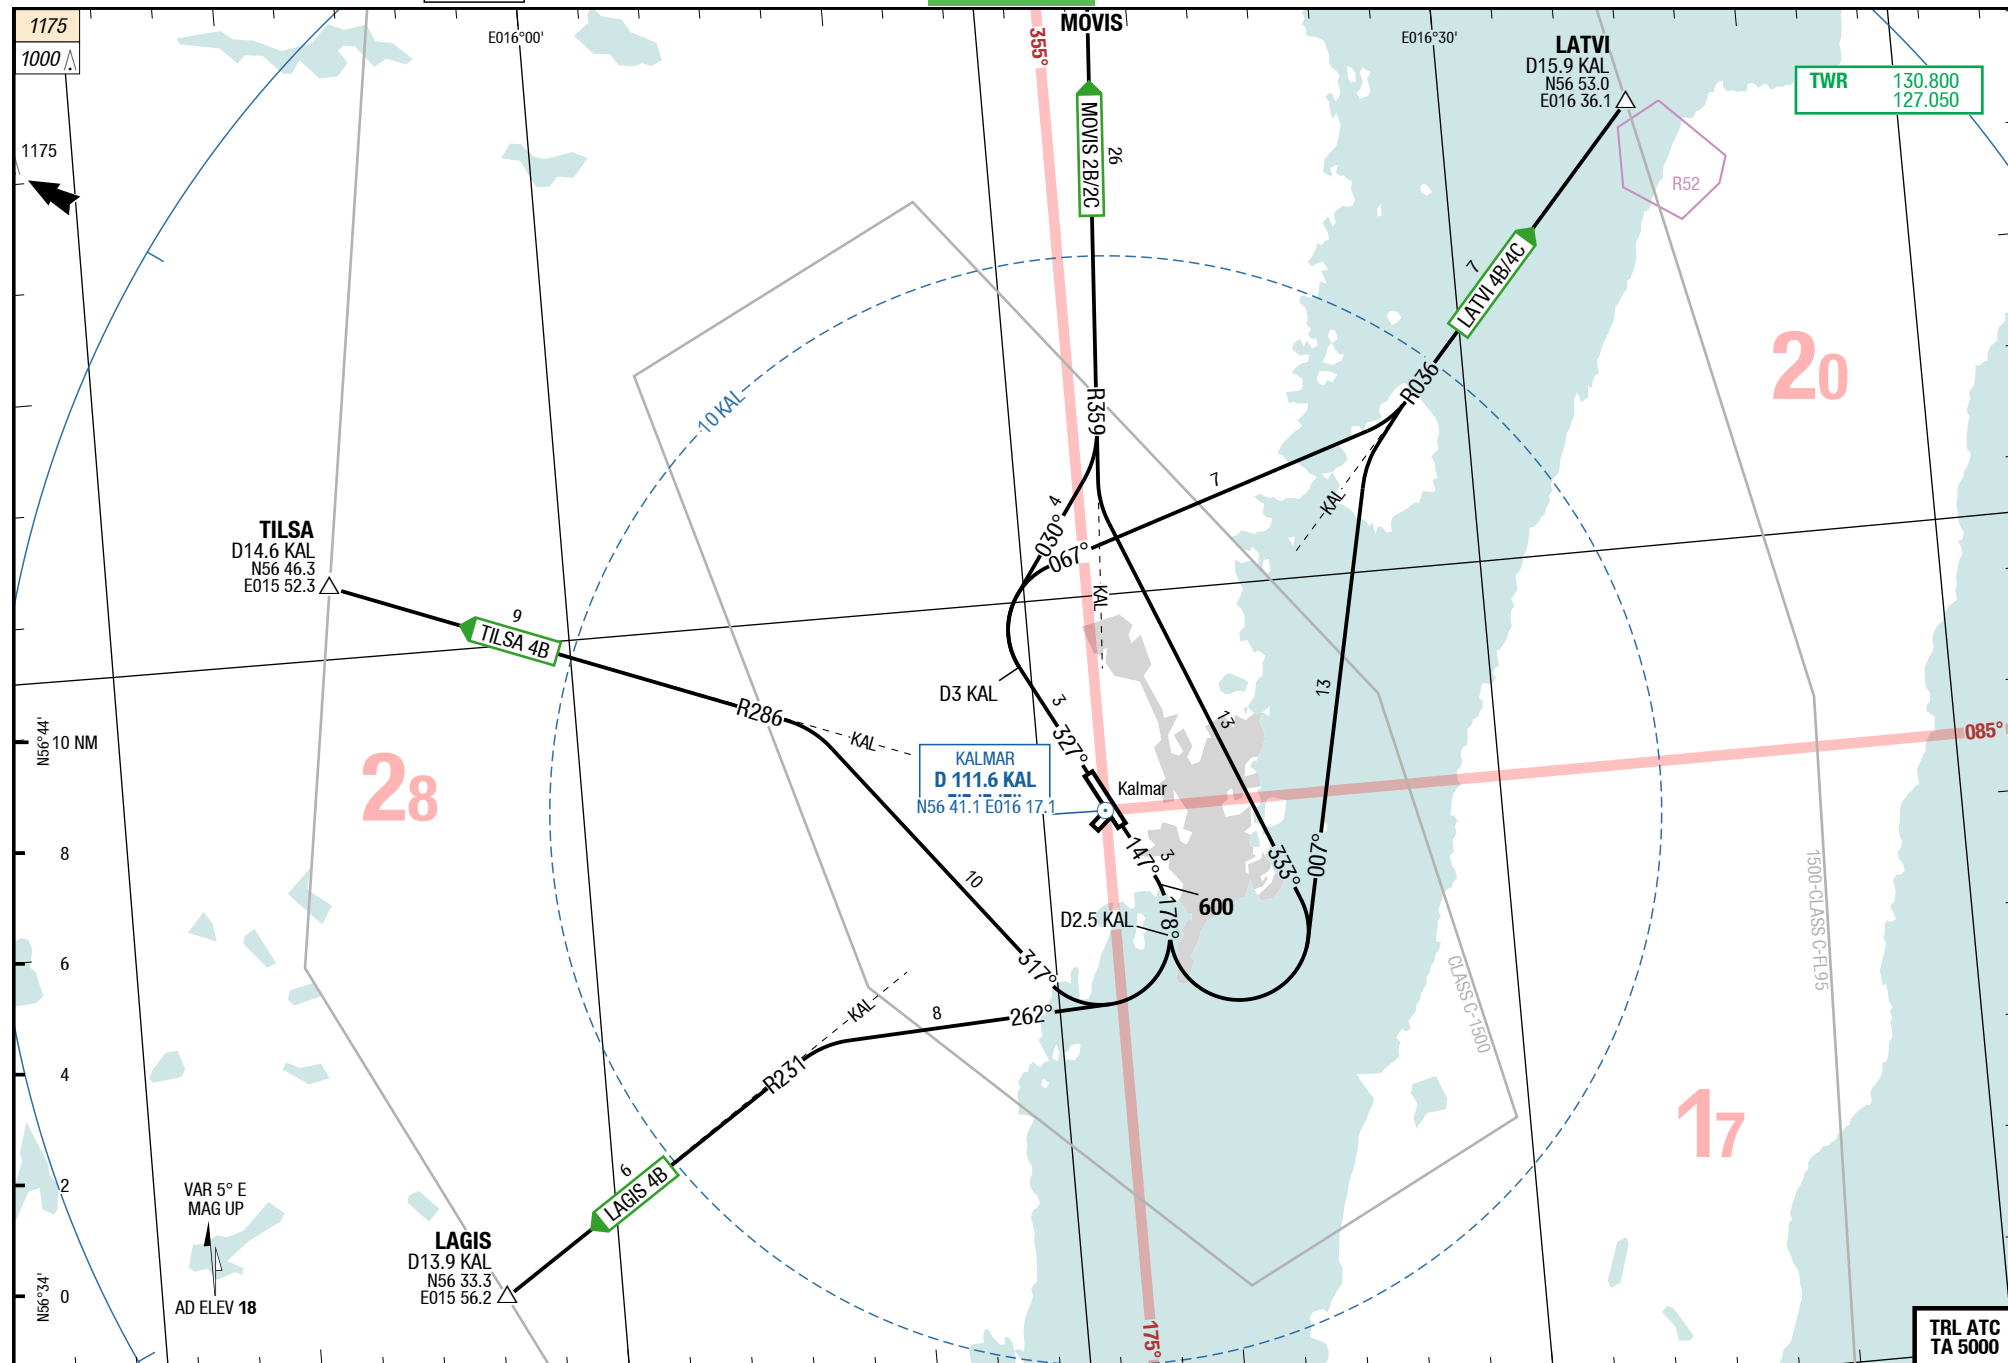 1175
1000
E016°00'
355°
MOVIS
E016°30'
LATVI
D15.9 KAL
N56 53.0
E016 36.1
TWR 130.800
127.050
1175
MOVIS 2B/2C
26
R52
7
LATVI 4B/4C
R036
20
10 KAL
R359
4
030°
067°
7
KAL
KAL
TILSA
D14.6 KAL
N56 46.3
E015 52.3
9
TILSA 4B
R286
KAL
D3 KAL
3
327°
13
13
085°
N56°44'
10 NM
28
KALMAR
D 111.6 KAL
N56 41.1 E016 17.1
Kalmar
147°
3
333°
007°
8
10
178°
600
D2.5 KAL
1500-CLASS C-FL95
CLASS C-1500
6
317°
KAL
8
262°
4
R231
17
2
6
LAGIS 4B
VAR 5° E
MAG UP
LAGIS
D13.9 KAL
N56 33.3
E015 56.2
N56°34'
0
AD ELEV 18
175°
TRL ATC
TA 5000